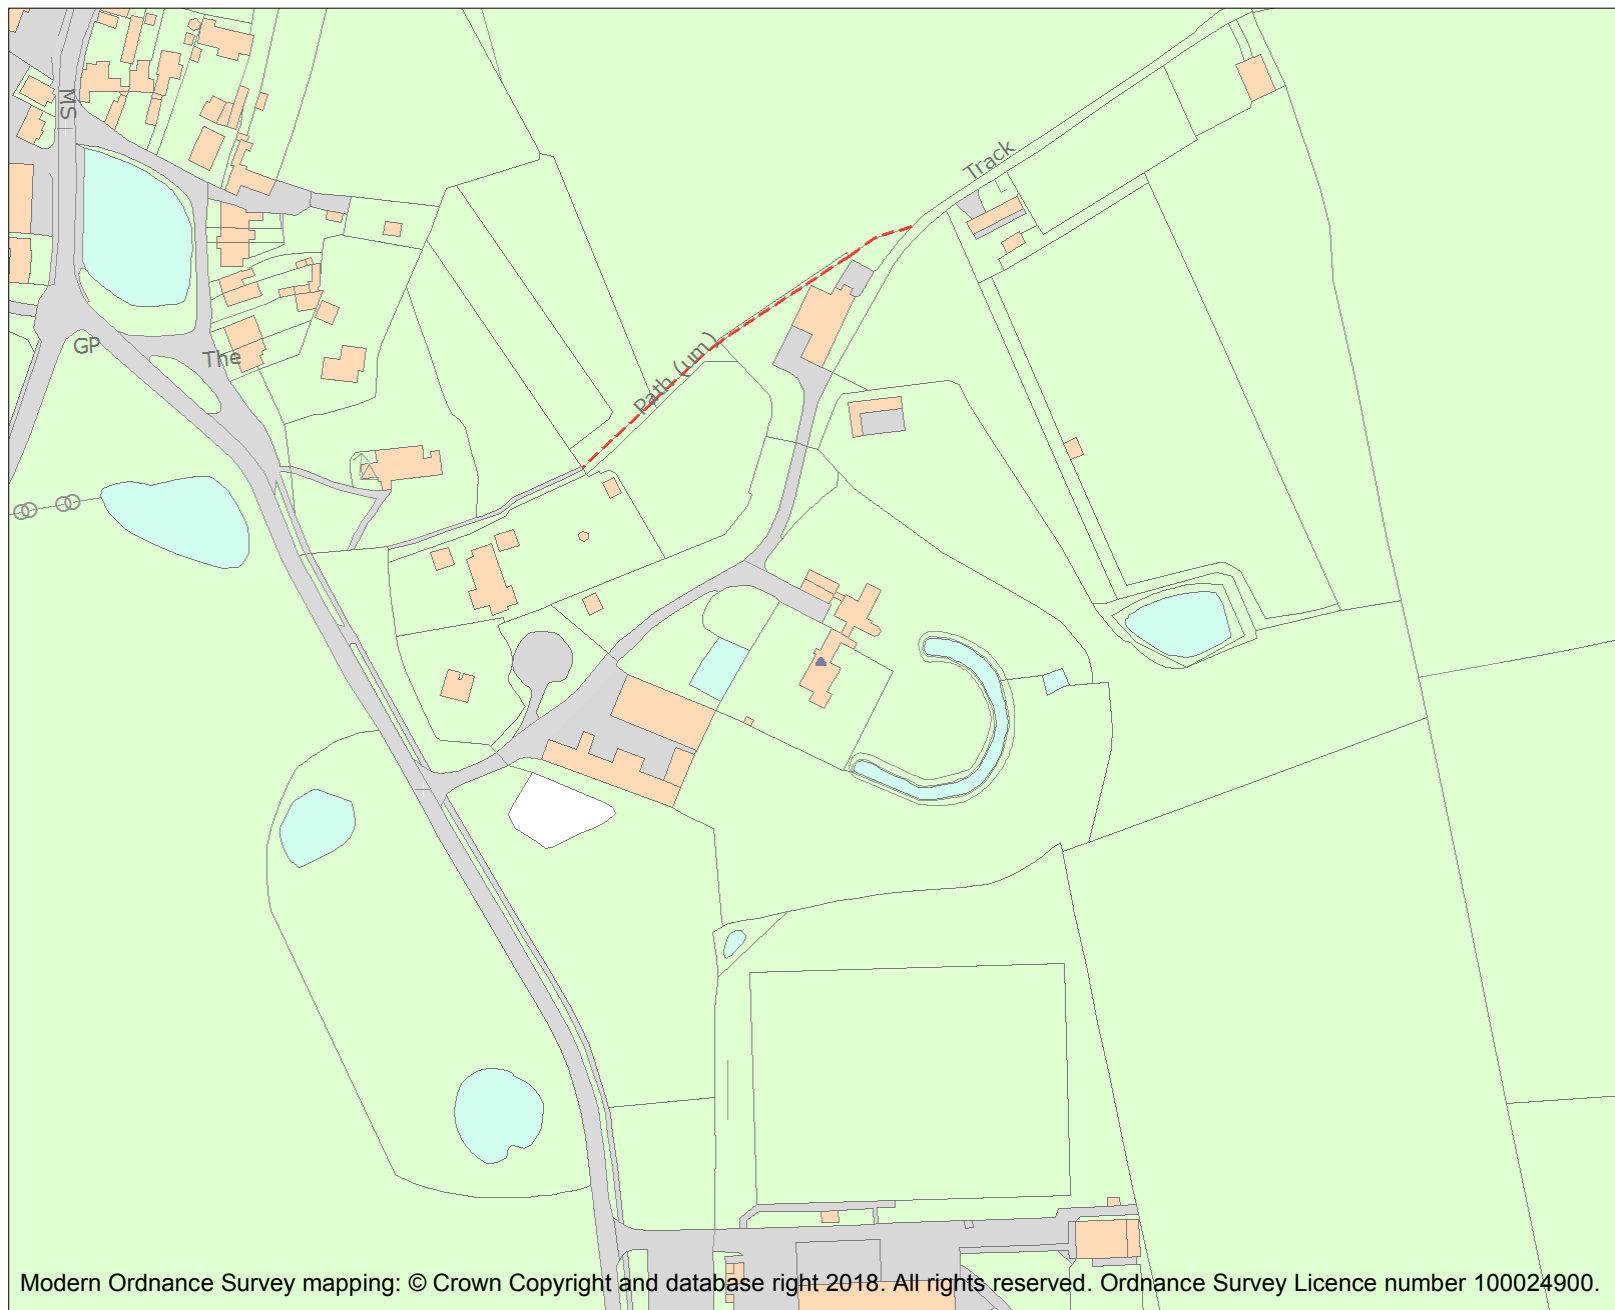 MS
Track
GP
The
Path (um)
Modern Ordnance Survey mapping: © Crown Copyright and database right 2018. All rights reserved. Ordnance Survey Licence number 100024900.